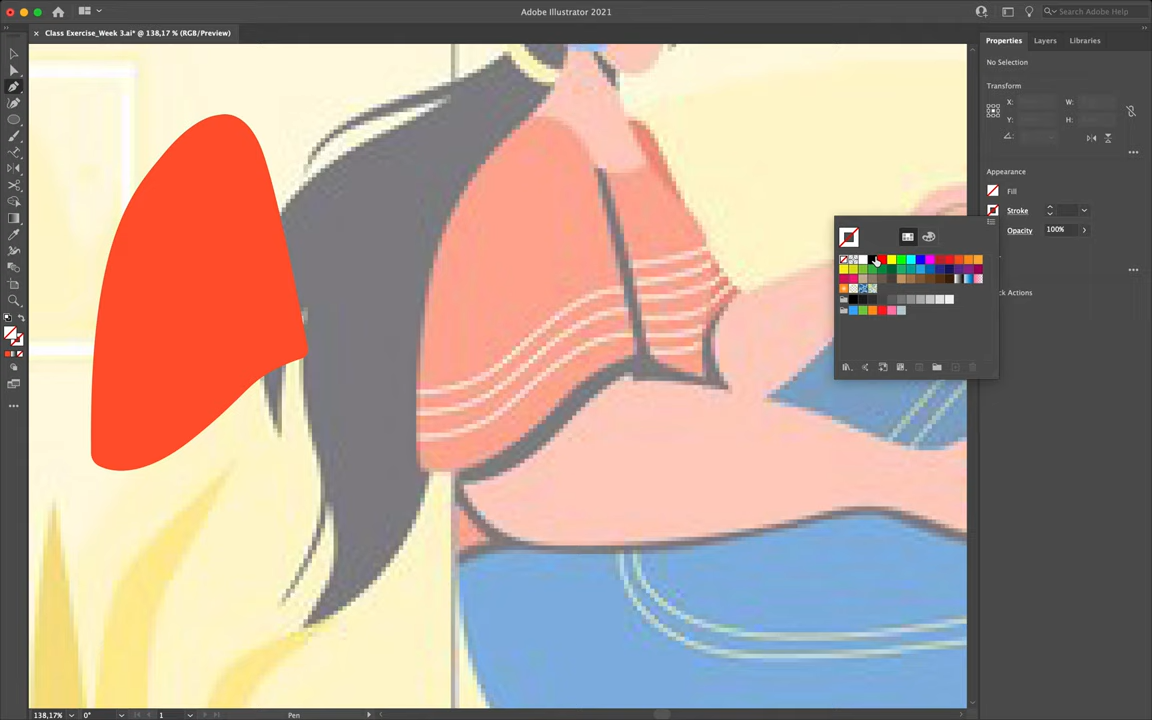 Adobe Illustrator 2021
Search Adobe Help
Class Exercise_Week 3.ai* @ 138,17 % (RGB/Preview)
Properties
Layers
Libraries
No Selection
Transform
X:
W:
Y:
H:
Appearance
Fill
Stroke
Opacity
100%
ck Actions
138,17%
0°
1
Pen